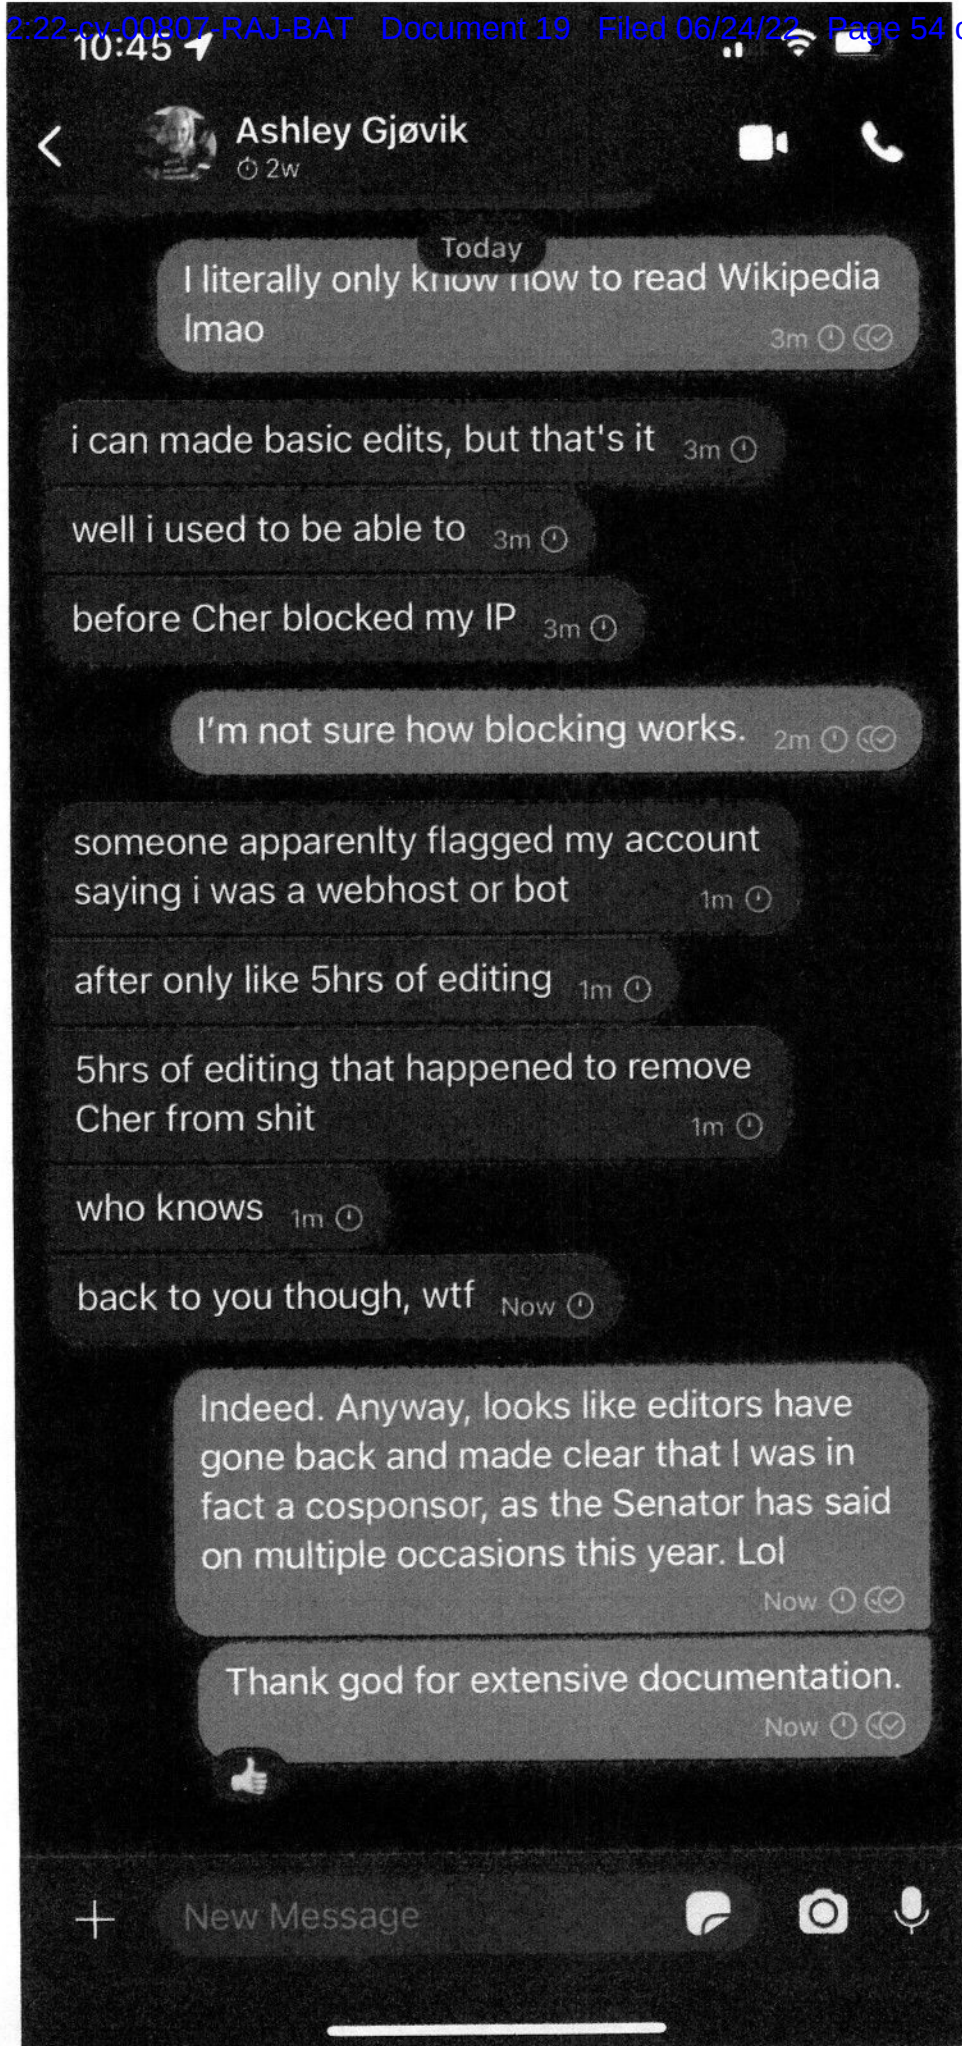 2:22-cv-00807-RAJ-BAT Document 19 Filed 06/24/22 Page 54
10:45
Ashley Gjøvik
2w
Today
I literally only know how to read Wikipedia
lmao
3m
i can made basic edits, but that's it 3m
well i used to be able to 3m
before Cher blocked my IP 3m
I'm not sure how blocking works. 2m
someone apparenlty flagged my account
saying i was a webhost or bot 1m
after only like 5hrs of editing 1m
5hrs of editing that happened to remove
Cher from shit 1m
who knows 1m
back to you though, wtf Now
Indeed. Anyway, looks like editors have
gone back and made clear that I was in
fact a cosponsor, as the Senator has said
on multiple occasions this year. Lol
Now
Thank god for extensive documentation.
Now
New Message